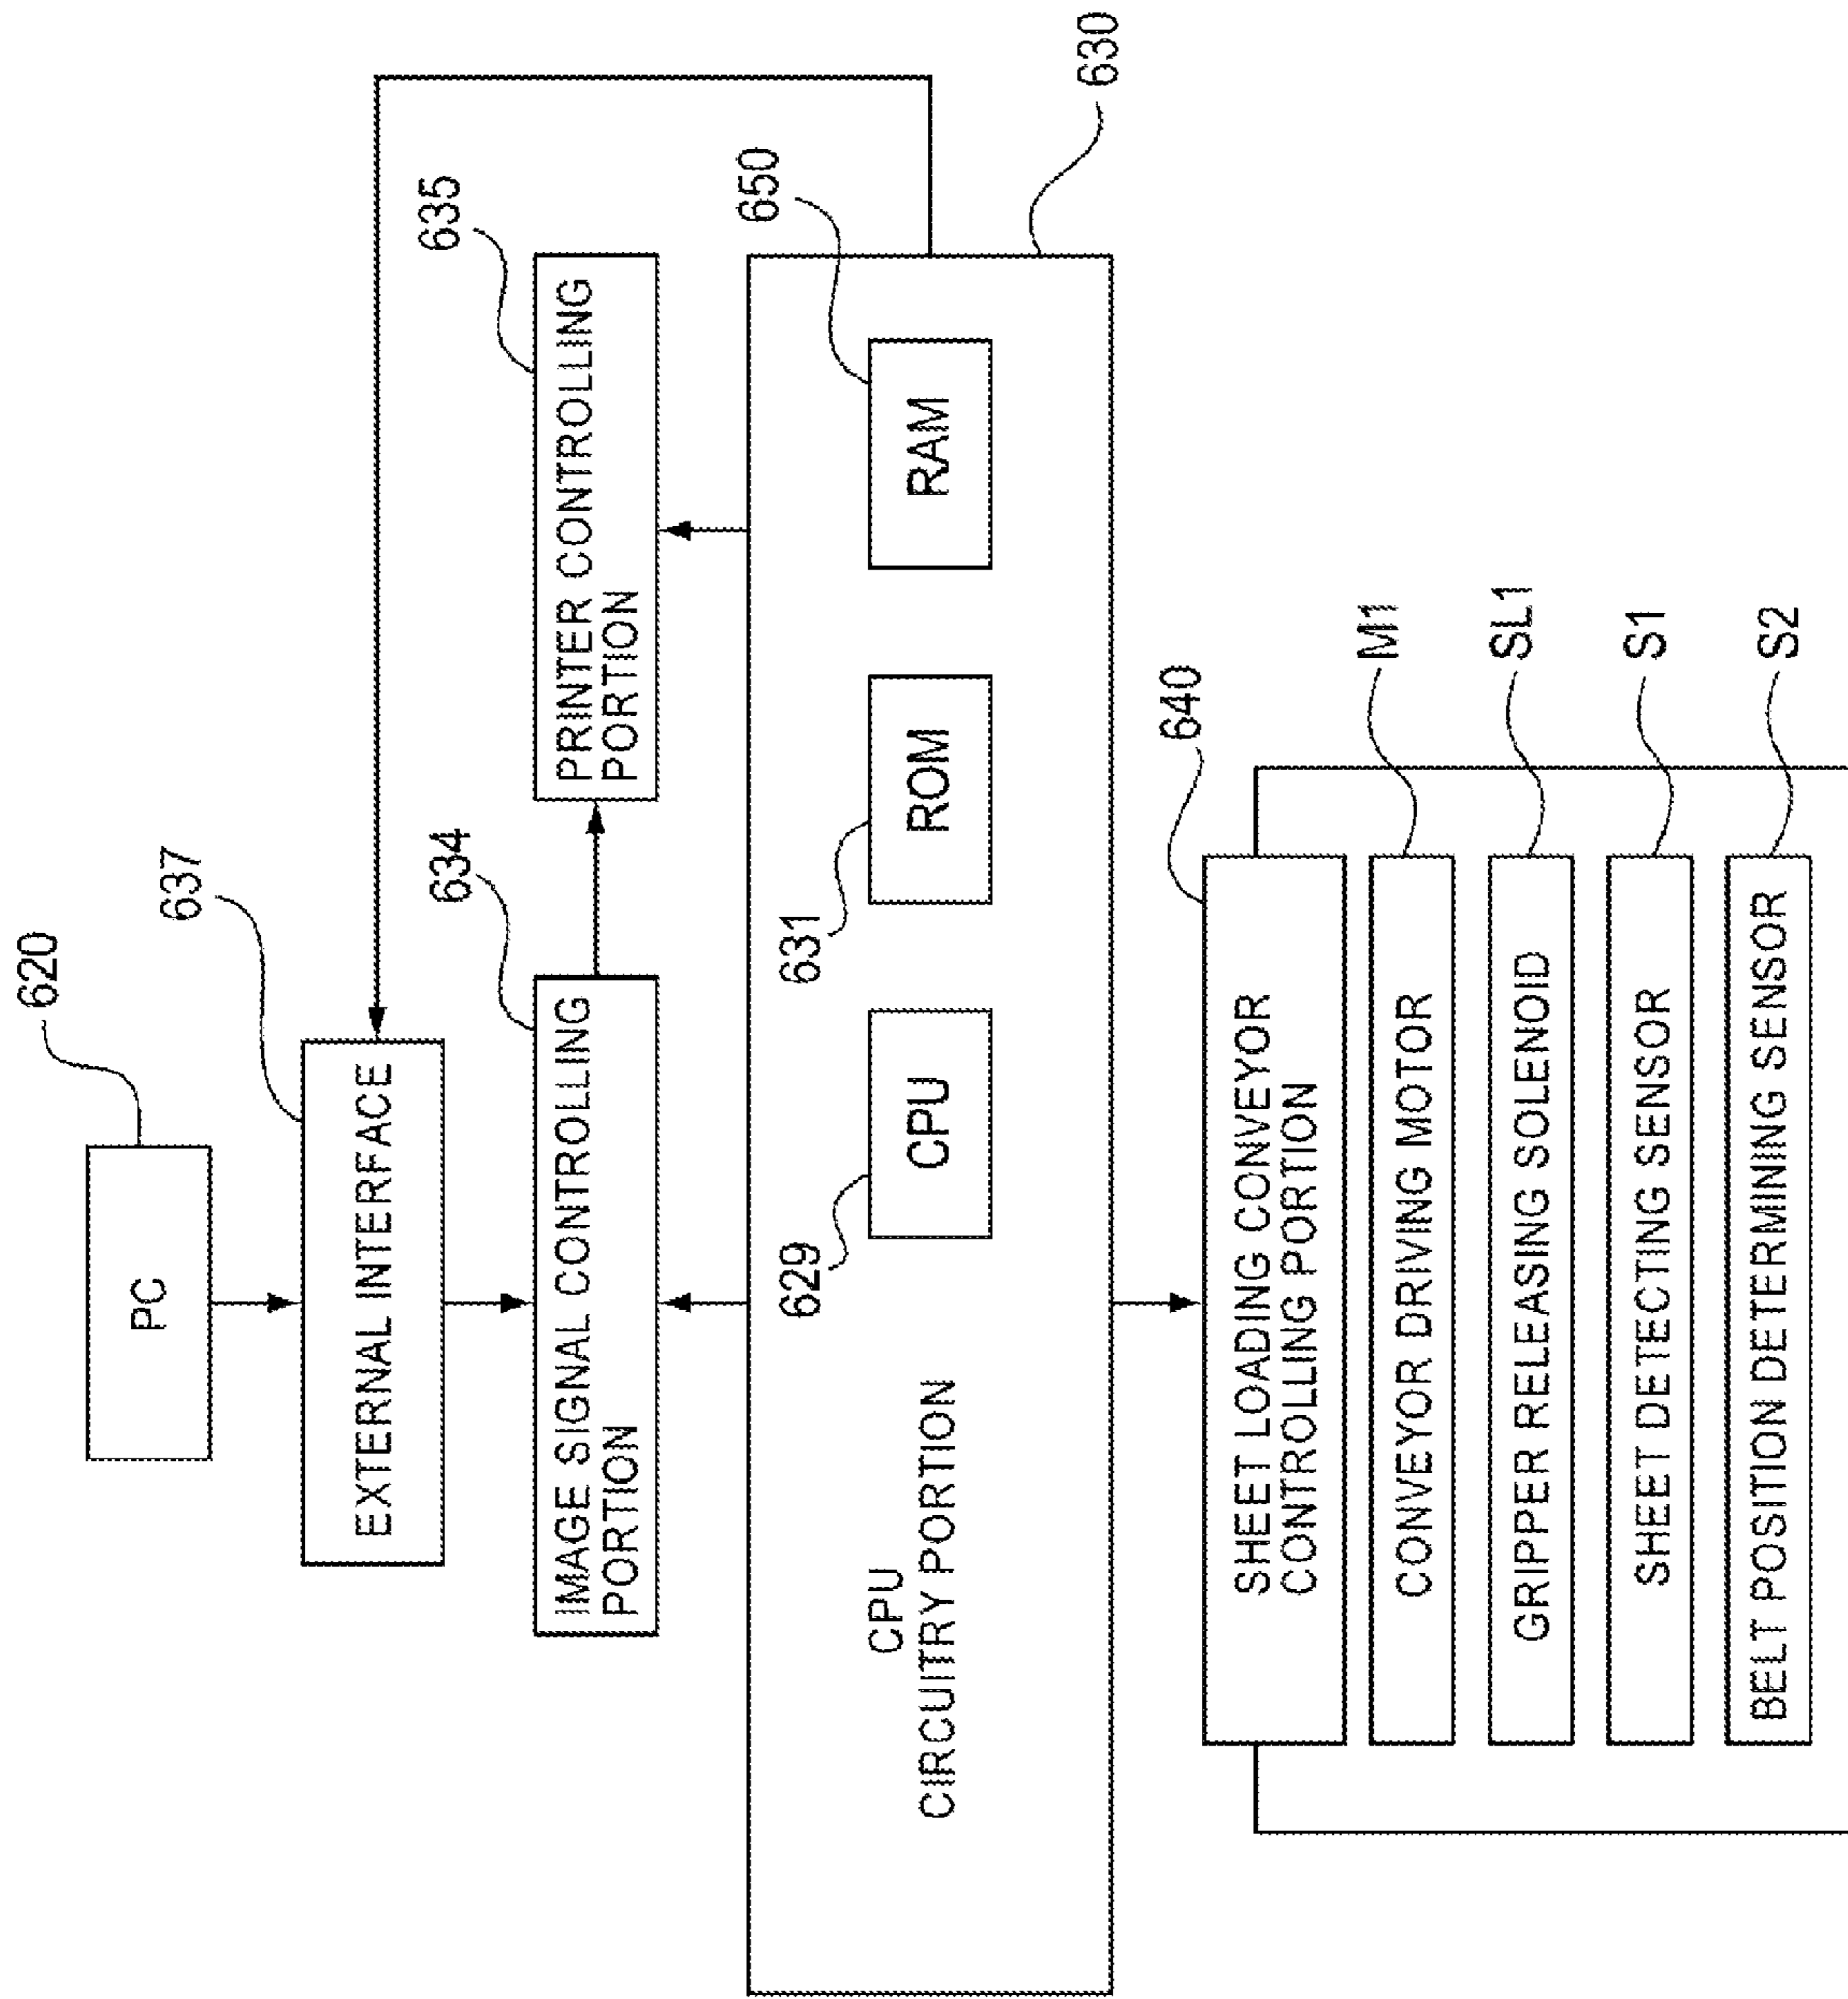 620
PC
637
EXTERNAL INTERFACE
634
IMAGE SIGNAL CONTROLLING
PORTION
635
PRINTER CONTROLLING
PORTION
630
CPU
CIRCUITRY PORTION
629
CPU
631
ROM
650
RAM
640
SHEET LOADING CONVEYOR
CONTROLLING PORTION
CONVEYOR DRIVING MOTOR
M1
GRIPPER RELEASING SOLENOID
SL1
SHEET DETECTING SENSOR
S1
BELT POSITION DETERMINING SENSOR
S2